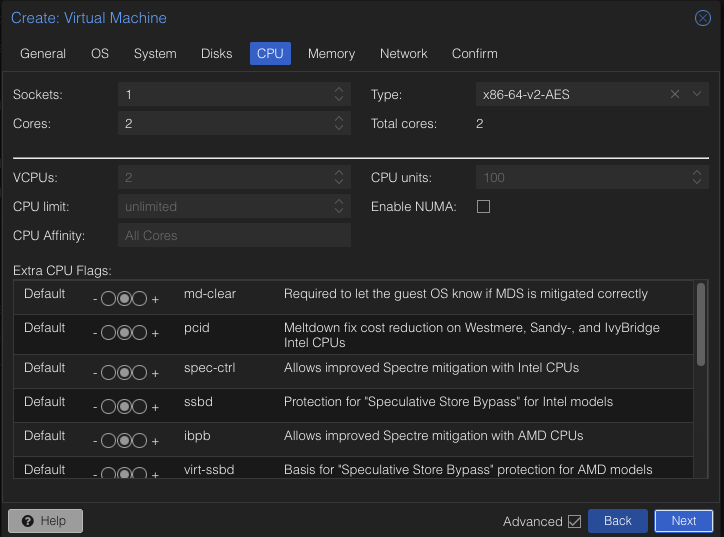 Create: Virtual Machine
General OS System Disks CPU Memory Network Confirm
Sockets: 1 Type: x86-64-v2-AES
Cores: 2 Total cores: 2
VCPUs: 2 CPU units: 100
CPU limit: unlimited Enable NUMA:
CPU Affinity: All Cores
Extra CPU Flags:
Default - + md-clear Required to let the guest OS know if MDS is mitigated correctly
Default - + pcid Meltdown fix cost reduction on Westmere, Sandy-, and IvyBridge
Intel CPUs
Default - + spec-ctrl Allows improved Spectre mitigation with Intel CPUs
Default - + ssbd Protection for "Speculative Store Bypass" for Intel models
Default - + ibpb Allows improved Spectre mitigation with AMD CPUs
Default - + virt-ssbd Basis for "Speculative Store Bypass" protection for AMD models
? Help Advanced Back Next